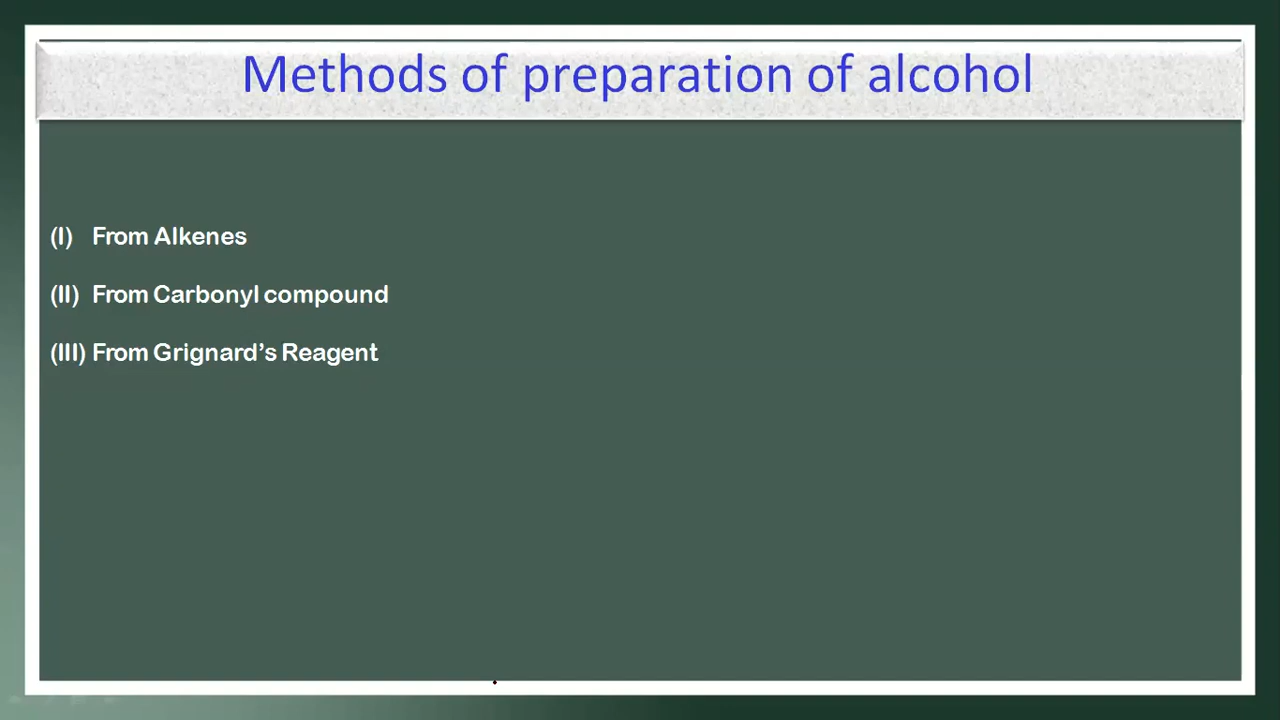 Methods of preparation of alcohol
(I) From Alkenes
(II) From Carbonyl compound
(III) From Grignard’s Reagent